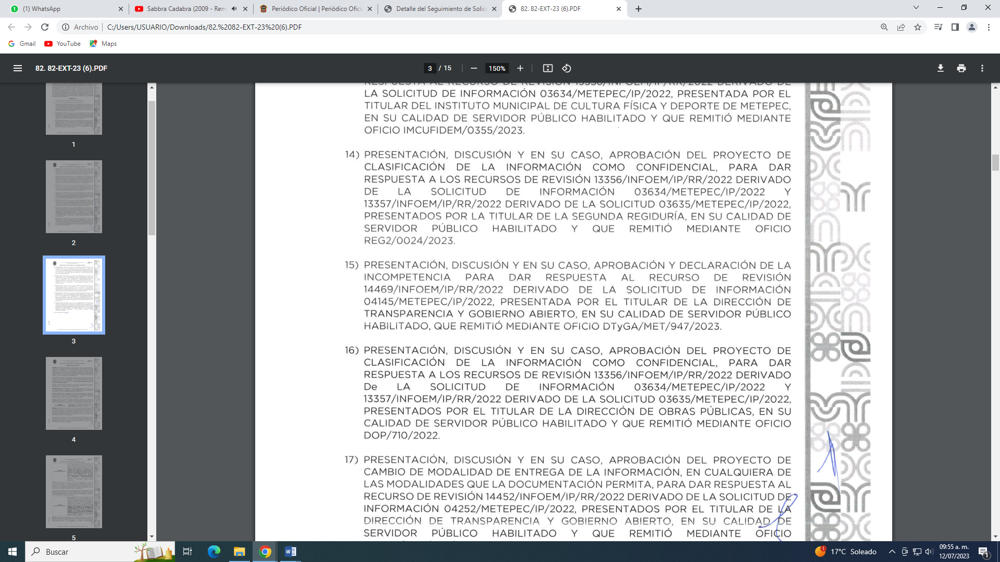 (1) WhatsApp
Sabbra Cadabra (2009 - Rem
Periódico Oficial | Periódico Ofici
Detalle del Seguimiento de Solici
82. 82-EXT-23 (6).PDF
Archivo
C:/Users/USUARIO/Downloads/82.%2082-EXT-23%20(6).PDF
Gmail
YouTube
Maps
82. 82-EXT-23 (6).PDF
3 / 15
150%
1
2
3
4
5
RESPUESTA AL RECURSO DE REVISIÓN 13356/INFOEM/IP/RR/2022 DERIVADO DE
LA SOLICITUD DE INFORMACIÓN 03634/METEPEC/IP/2022, PRESENTADA POR EL
TITULAR DEL INSTITUTO MUNICIPAL DE CULTURA FÍSICA Y DEPORTE DE METEPEC,
EN SU CALIDAD DE SERVIDOR PÚBLICO HABILITADO Y QUE REMITIÓ MEDIANTE
OFICIO IMCUFIDEM/0355/2023.
14) PRESENTACIÓN, DISCUSIÓN Y EN SU CASO, APROBACIÓN DEL PROYECTO DE
CLASIFICACIÓN DE LA INFORMACIÓN COMO CONFIDENCIAL, PARA DAR
RESPUESTA A LOS RECURSOS DE REVISIÓN 13356/INFOEM/IP/RR/2022 DERIVADO
DE LA SOLICITUD DE INFORMACIÓN 03634/METEPEC/IP/2022 Y
13357/INFOEM/IP/RR/2022 DERIVADO DE LA SOLICITUD 03635/METEPEC/IP/2022,
PRESENTADOS POR LA TITULAR DE LA SEGUNDA REGIDURÍA, EN SU CALIDAD DE
SERVIDOR PÚBLICO HABILITADO Y QUE REMITIÓ MEDIANTE OFICIO
REG2/0024/2023.
15) PRESENTACIÓN, DISCUSIÓN Y EN SU CASO, APROBACIÓN Y DECLARACIÓN DE LA
INCOMPETENCIA PARA DAR RESPUESTA AL RECURSO DE REVISIÓN
14469/INFOEM/IP/RR/2022 DERIVADO DE LA SOLICITUD DE INFORMACIÓN
04145/METEPEC/IP/2022, PRESENTADA POR EL TITULAR DE LA DIRECCIÓN DE
TRANSPARENCIA Y GOBIERNO ABIERTO, EN SU CALIDAD DE SERVIDOR PÚBLICO
HABILITADO, QUE REMITIÓ MEDIANTE OFICIO DTyGA/MET/947/2023.
16) PRESENTACIÓN, DISCUSIÓN Y EN SU CASO, APROBACIÓN DEL PROYECTO DE
CLASIFICACIÓN DE LA INFORMACIÓN COMO CONFIDENCIAL, PARA DAR
RESPUESTA A LOS RECURSOS DE REVISIÓN 13356/INFOEM/IP/RR/2022 DERIVADO
De LA SOLICITUD DE INFORMACIÓN 03634/METEPEC/IP/2022 Y
13357/INFOEM/IP/RR/2022 DERIVADO DE LA SOLICITUD 03635/METEPEC/IP/2022,
PRESENTADOS POR EL TITULAR DE LA DIRECCIÓN DE OBRAS PÚBLICAS, EN SU
CALIDAD DE SERVIDOR PÚBLICO HABILITADO Y QUE REMITIÓ MEDIANTE OFICIO
DOP/710/2022.
17) PRESENTACIÓN, DISCUSIÓN Y EN SU CASO, APROBACIÓN DEL PROYECTO DE
CAMBIO DE MODALIDAD DE ENTREGA DE LA INFORMACIÓN, EN CUALQUIERA DE
LAS MODALIDADES QUE LA DOCUMENTACIÓN PERMITA, PARA DAR RESPUESTA AL
RECURSO DE REVISIÓN 14452/INFOEM/IP/RR/2022 DERIVADO DE LA SOLICITUD DE
INFORMACIÓN 04252/METEPEC/IP/2022, PRESENTADOS POR EL TITULAR DE LA
DIRECCIÓN DE TRANSPARENCIA Y GOBIERNO ABIERTO, EN SU CALIDAD DE
SERVIDOR PÚBLICO HABILITADO Y QUE REMITIÓ MEDIANTE OFICIO
Buscar
17°C Soleado
09:55 a. m.
12/07/2023